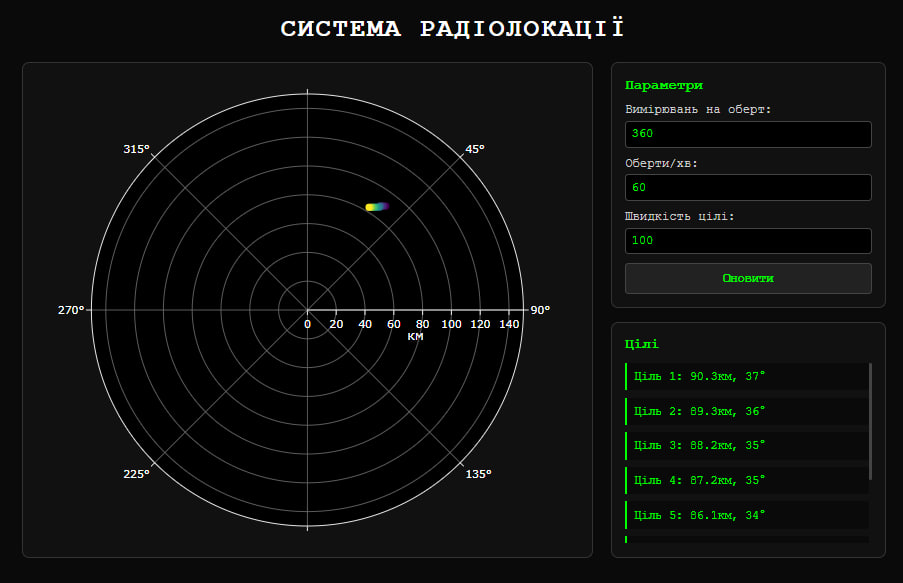 СИСТЕМА РАДІОЛОКАЦІЇ
315°
45°
270°
90°
0 20 40 60 80 100 120 140
км
225°
135°
Параметри
Вимірювань на оберт:
360
Оберти/хв:
60
Швидкість цілі:
100
Оновити
Цілі
Ціль 1: 90.3км, 37°
Ціль 2: 89.3км, 36°
Ціль 3: 88.2км, 35°
Ціль 4: 87.2км, 35°
Ціль 5: 86.1км, 34°